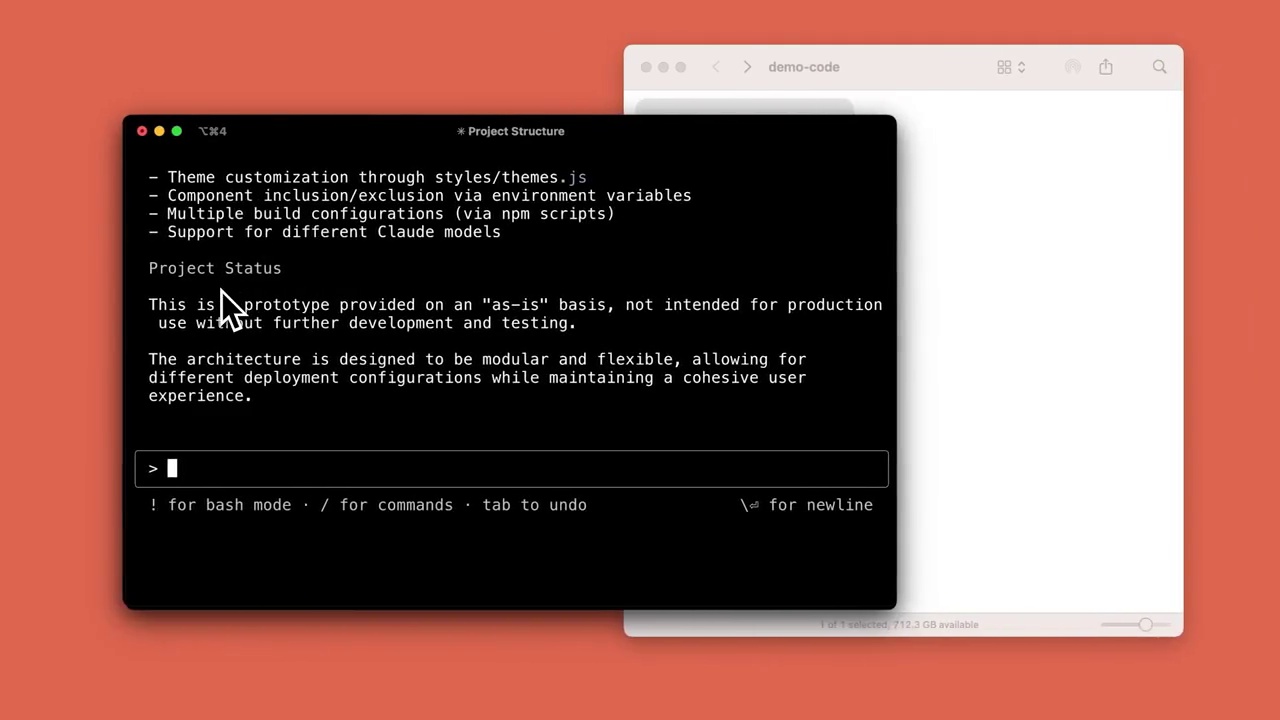 demo-code
⌥⌘4
✳ Project Structure
- Theme customization through styles/themes.js
- Component inclusion/exclusion via environment variables
- Multiple build configurations (via npm scripts)
- Support for different Claude models
Project Status
This is prototype provided on an "as-is" basis, not intended for production
use without further development and testing.
The architecture is designed to be modular and flexible, allowing for
different deployment configurations while maintaining a cohesive user
experience.
>
! for bash mode · / for commands · tab to undo
\⏎ for newline
1 of 1 selected, 712.3 GB available